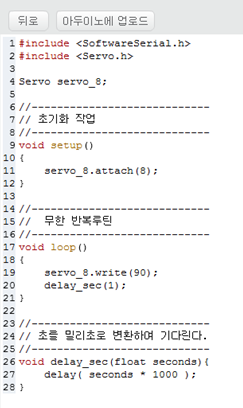 뒤로 아두이노에 업로드
1 #include <SoftwareSerial.h>
2 #include <Servo.h>
3
4 Servo servo_8;
5
6 //----------------------------
7 // 초기화 작업
8 //----------------------------
9 void setup()
10 {
11 servo_8.attach(8);
12 }
13
14 //----------------------------
15 // 무한 반복루틴
16 //----------------------------
17 void loop()
18 {
19 servo_8.write(90);
20 delay_sec(1);
21 }
22
23 //----------------------------
24 // 초를 밀리초로 변환하여 기다린다.
25 //----------------------------
26 void delay_sec(float seconds){
27 delay( seconds * 1000 );
28 }